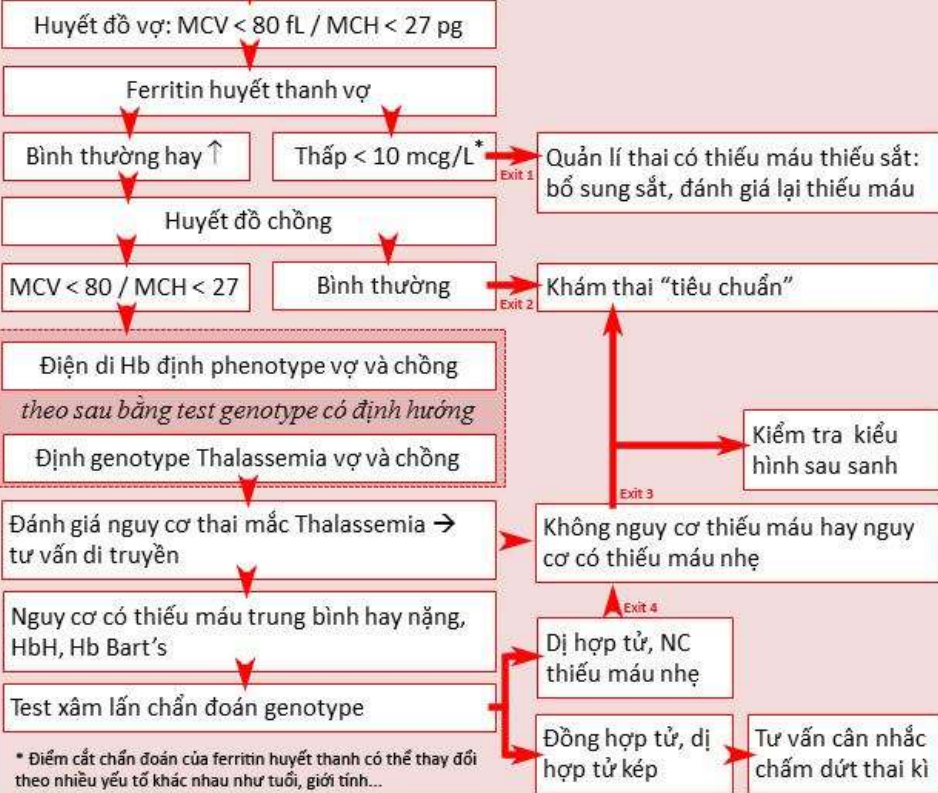 Huyết đồ vợ: MCV < 80 fL / MCH < 27 pg
Ferritin huyết thanh vợ
Bình thường hay ↑
Thấp < 10 mcg/L*
Exit 1
Quản lí thai có thiếu máu thiếu sắt:
bổ sung sắt, đánh giá lại thiếu máu
Huyết đồ chồng
MCV < 80 / MCH < 27
Bình thường
Exit 2
Khám thai “tiêu chuẩn”
Điện di Hb định phenotype vợ và chồng
theo sau bằng test genotype có định hướng
Định genotype Thalassemia vợ và chồng
Kiểm tra kiểu
hình sau sanh
Exit 3
Đánh giá nguy cơ thai mắc Thalassemia →
tư vấn di truyền
Không nguy cơ thiếu máu hay nguy
cơ có thiếu máu nhẹ
Exit 4
Nguy cơ có thiếu máu trung bình hay nặng,
HbH, Hb Bart’s
Dị hợp tử, NC
thiếu máu nhẹ
Test xâm lấn chẩn đoán genotype
Đồng hợp tử, dị
hợp tử kép
Tư vấn cân nhắc
chấm dứt thai kì
* Điểm cắt chẩn đoán của ferritin huyết thanh có thể thay đổi
theo nhiều yếu tố khác nhau như tuổi, giới tính...